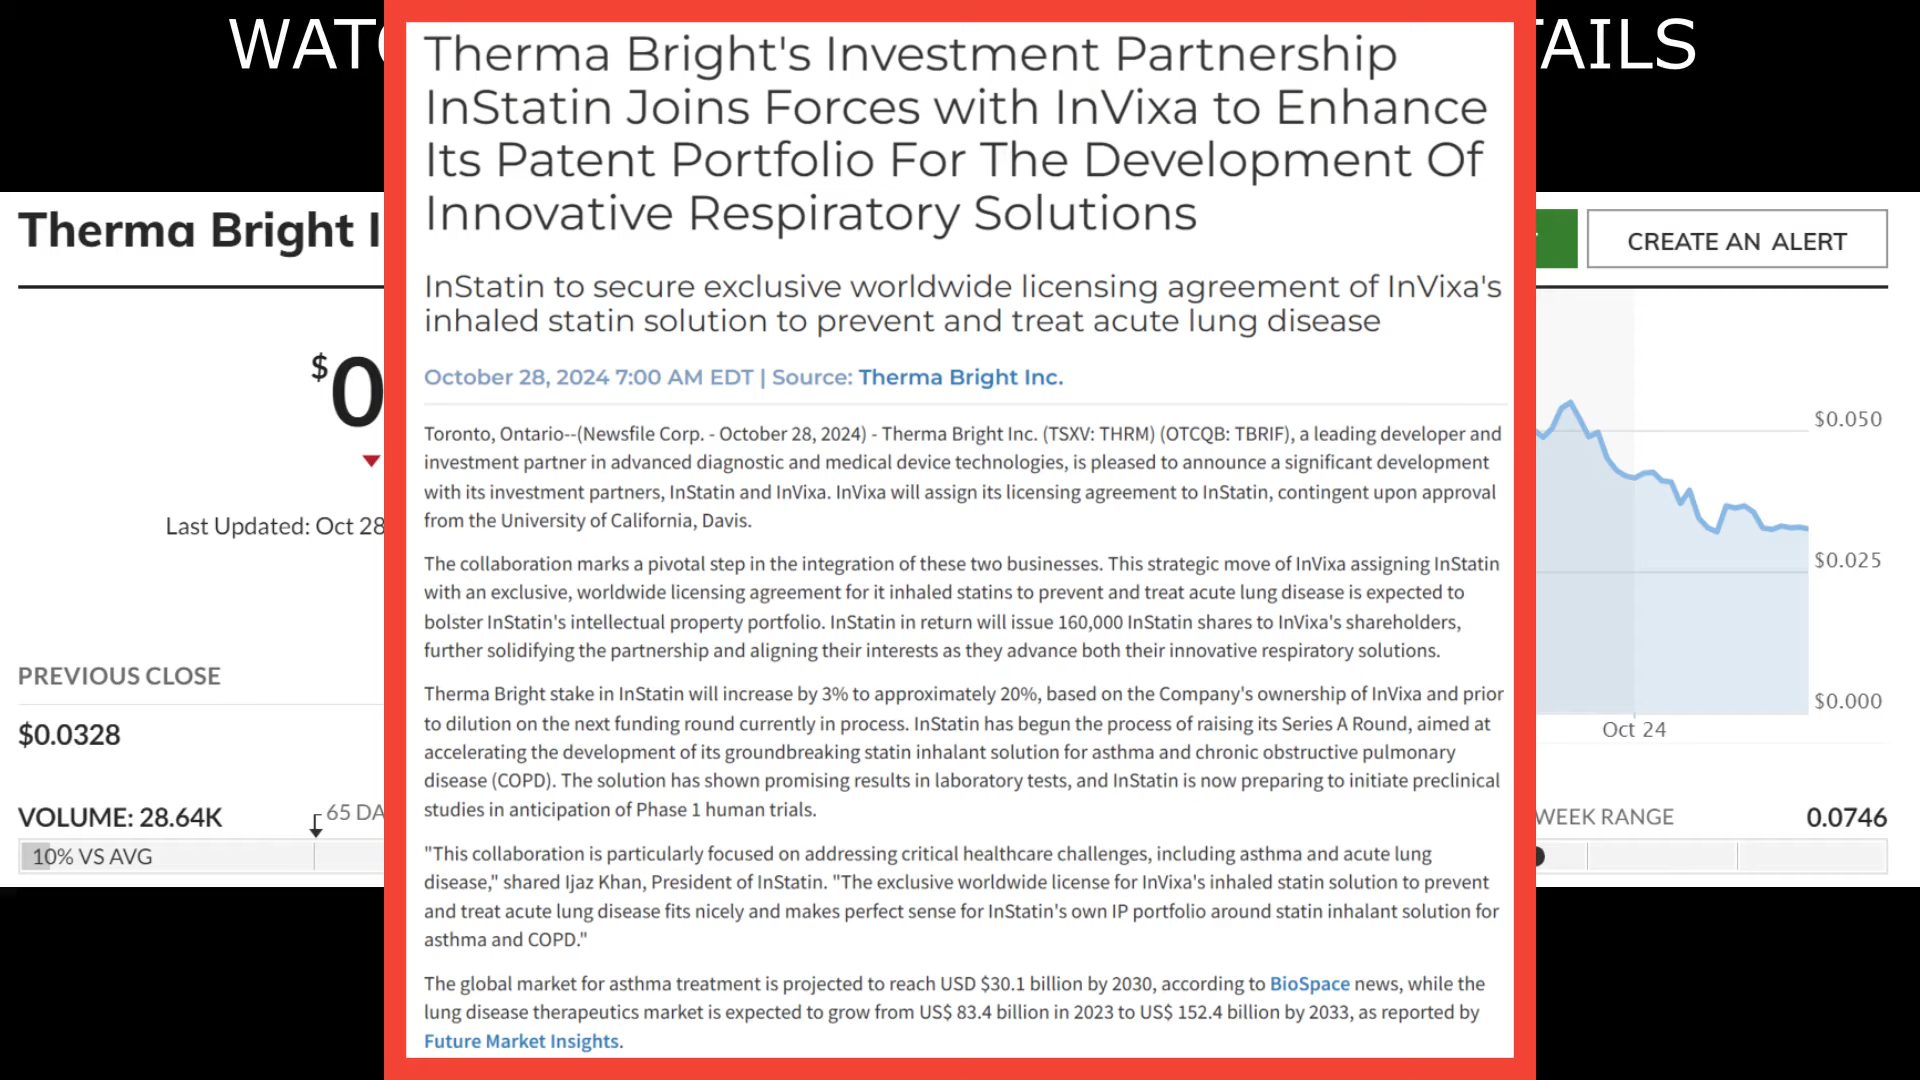 WATC
TAILS
Therma Bright's Investment Partnership
InStatin Joins Forces with InVixa to Enhance
Its Patent Portfolio For The Development Of
Innovative Respiratory Solutions
InStatin to secure exclusive worldwide licensing agreement of InVixa's
inhaled statin solution to prevent and treat acute lung disease
October 28, 2024 7:00 AM EDT | Source: Therma Bright Inc.
Toronto, Ontario--(Newsfile Corp. - October 28, 2024) - Therma Bright Inc. (TSXV: THRM) (OTCQB: TBRIF), a leading developer and
investment partner in advanced diagnostic and medical device technologies, is pleased to announce a significant development
with its investment partners, InStatin and InVixa. InVixa will assign its licensing agreement to InStatin, contingent upon approval
from the University of California, Davis.
The collaboration marks a pivotal step in the integration of these two businesses. This strategic move of InVixa assigning InStatin
with an exclusive, worldwide licensing agreement for it inhaled statins to prevent and treat acute lung disease is expected to
bolster InStatin's intellectual property portfolio. InStatin in return will issue 160,000 InStatin shares to InVixa's shareholders,
further solidifying the partnership and aligning their interests as they advance both their innovative respiratory solutions.
Therma Bright stake in InStatin will increase by 3% to approximately 20%, based on the Company's ownership of InVixa and prior
to dilution on the next funding round currently in process. InStatin has begun the process of raising its Series A Round, aimed at
accelerating the development of its groundbreaking statin inhalant solution for asthma and chronic obstructive pulmonary
disease (COPD). The solution has shown promising results in laboratory tests, and InStatin is now preparing to initiate preclinical
studies in anticipation of Phase 1 human trials.
"This collaboration is particularly focused on addressing critical healthcare challenges, including asthma and acute lung
disease," shared Ijaz Khan, President of InStatin. "The exclusive worldwide license for InVixa's inhaled statin solution to prevent
and treat acute lung disease fits nicely and makes perfect sense for InStatin's own IP portfolio around statin inhalant solution for
asthma and COPD."
The global market for asthma treatment is projected to reach USD $30.1 billion by 2030, according to BioSpace news, while the
lung disease therapeutics market is expected to grow from US$ 83.4 billion in 2023 to US$ 152.4 billion by 2033, as reported by
Future Market Insights.
Therma Bright I
$0
Last Updated: Oct 28
PREVIOUS CLOSE
$0.0328
VOLUME: 28.64K
65 DA
10% VS AVG
CREATE AN ALERT
$0.050
$0.025
$0.000
Oct 24
WEEK RANGE
0.0746